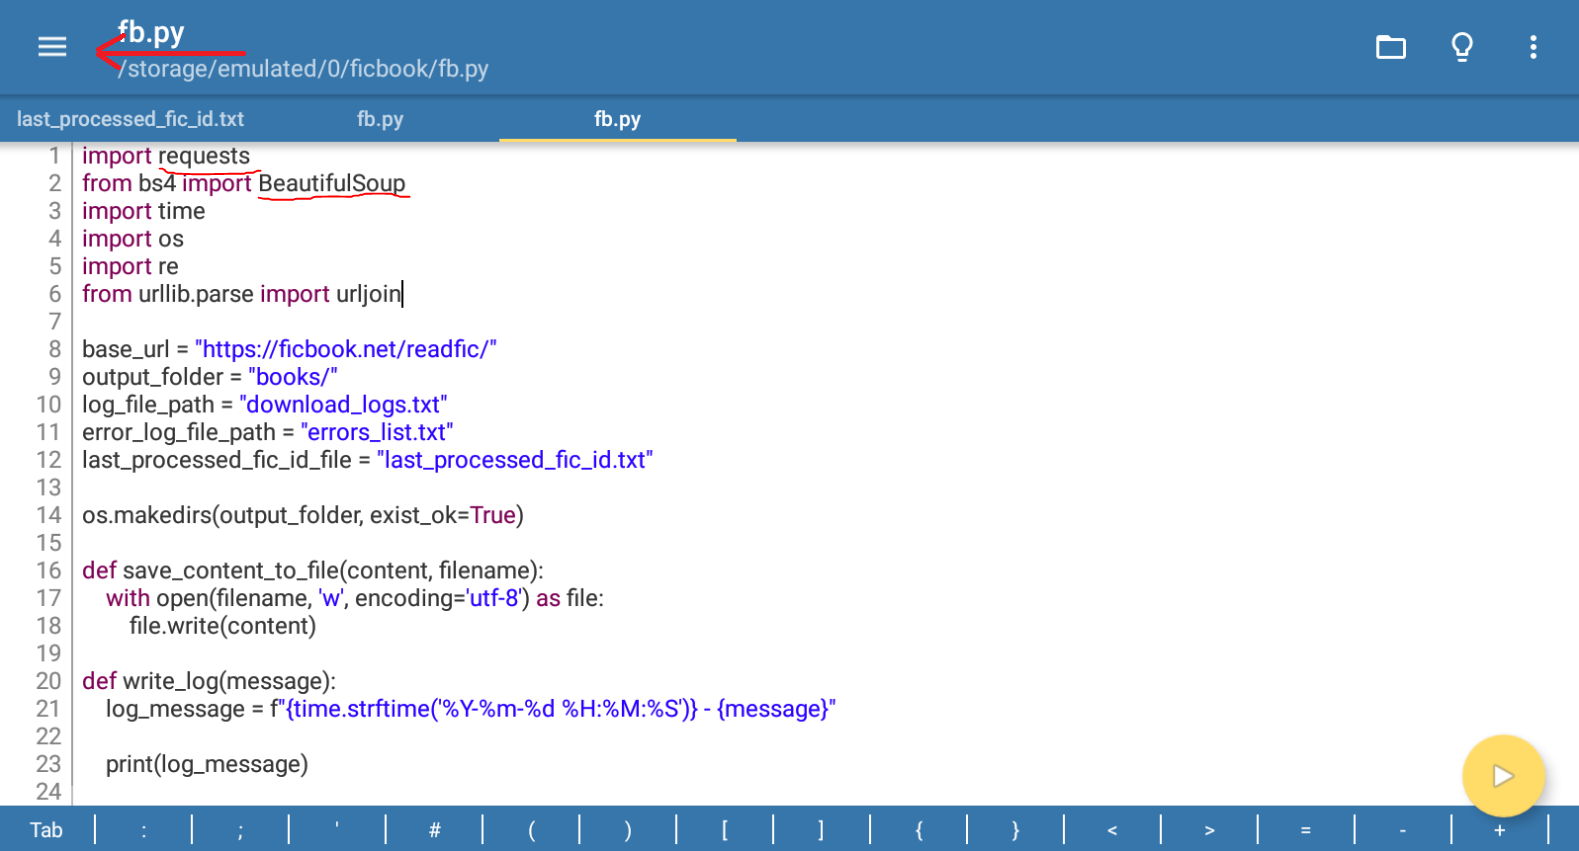 fb.py
/storage/emulated/0/ficbook/fb.py
last_processed_fic_id.txt fb.py fb.py
1 import requests
2 from bs4 import BeautifulSoup
3 import time
4 import os
5 import re
6 from urllib.parse import urljoin
7
8 base_url = "https://ficbook.net/readfic/"
9 output_folder = "books/"
10 log_file_path = "download_logs.txt"
11 error_log_file_path = "errors_list.txt"
12 last_processed_fic_id_file = "last_processed_fic_id.txt"
13
14 os.makedirs(output_folder, exist_ok=True)
15
16 def save_content_to_file(content, filename):
17     with open(filename, 'w', encoding='utf-8') as file:
18         file.write(content)
19
20 def write_log(message):
21     log_message = f"{time.strftime('%Y-%m-%d %H:%M:%S')} - {message}"
22
23     print(log_message)
24
Tab : ; ' # ( ) [ ] { } < > = - +